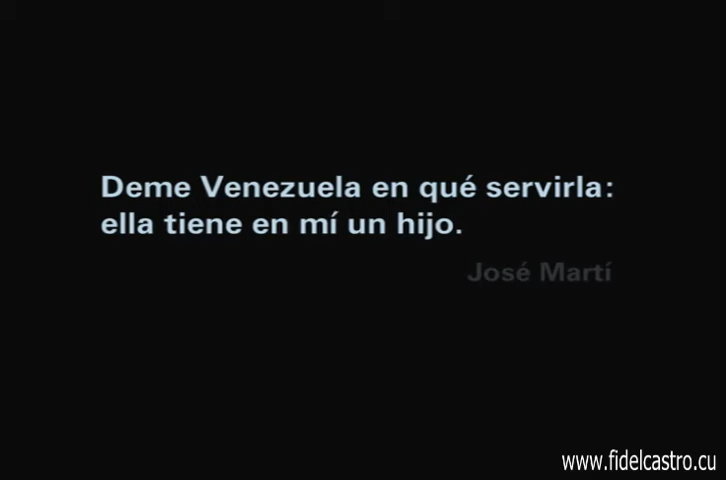 Deme Venezuela en qué servirla:
ella tiene en mí un hijo.
José Martí
www.fidelcastro.cu